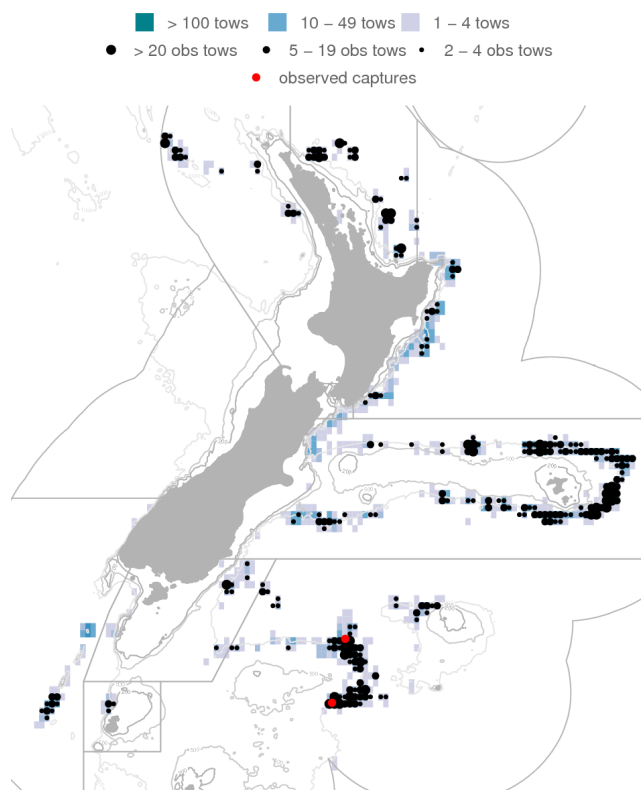 > 100 tows 10 – 49 tows 1 – 4 tows
> 20 obs tows 5 – 19 obs tows 2 – 4 obs tows
observed captures